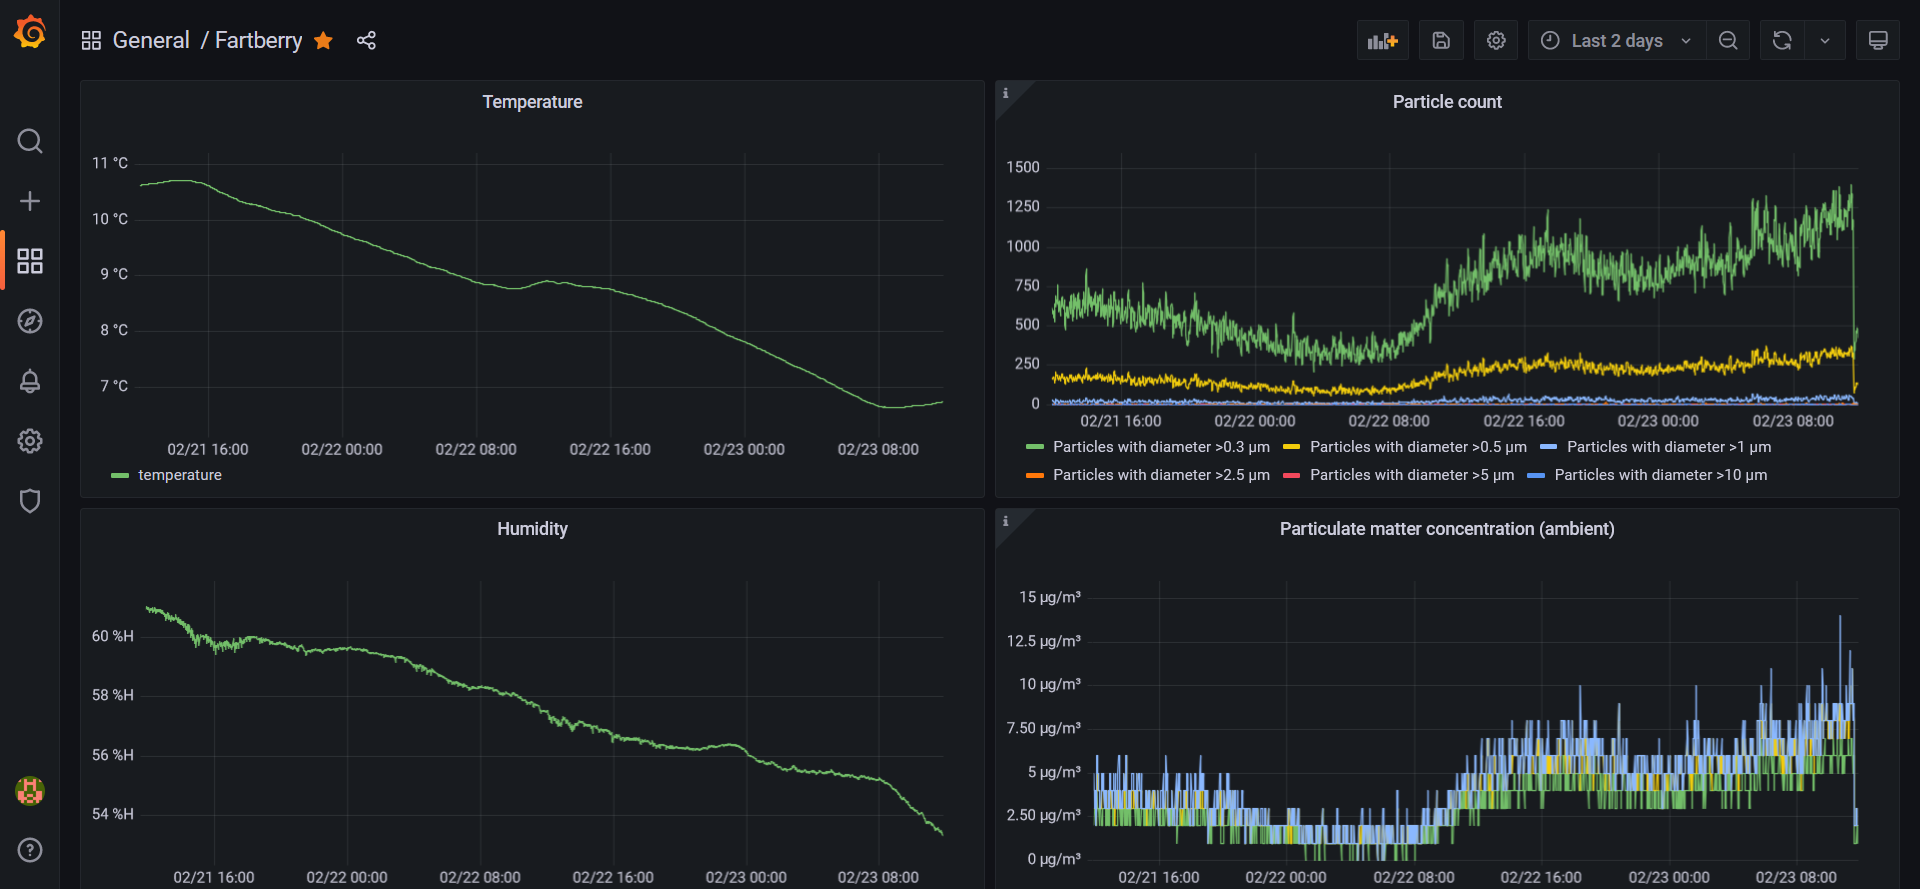 General / Fartberry
Last 2 days
Temperature
11 °C
10 °C
9 °C
8 °C
7 °C
02/21 16:00 02/22 00:00 02/22 08:00 02/22 16:00 02/23 00:00 02/23 08:00
temperature
i
Particle count
1500
1250
1000
750
500
250
0
02/21 16:00 02/22 00:00 02/22 08:00 02/22 16:00 02/23 00:00 02/23 08:00
Particles with diameter >0.3 µm Particles with diameter >0.5 µm Particles with diameter >1 µm
Particles with diameter >2.5 µm Particles with diameter >5 µm Particles with diameter >10 µm
Humidity
60 %H
58 %H
56 %H
54 %H
02/21 16:00 02/22 00:00 02/22 08:00 02/22 16:00 02/23 00:00 02/23 08:00
i
Particulate matter concentration (ambient)
15 µg/m³
12.5 µg/m³
10 µg/m³
7.50 µg/m³
5 µg/m³
2.50 µg/m³
0 µg/m³
02/21 16:00 02/22 00:00 02/22 08:00 02/22 16:00 02/23 00:00 02/23 08:00